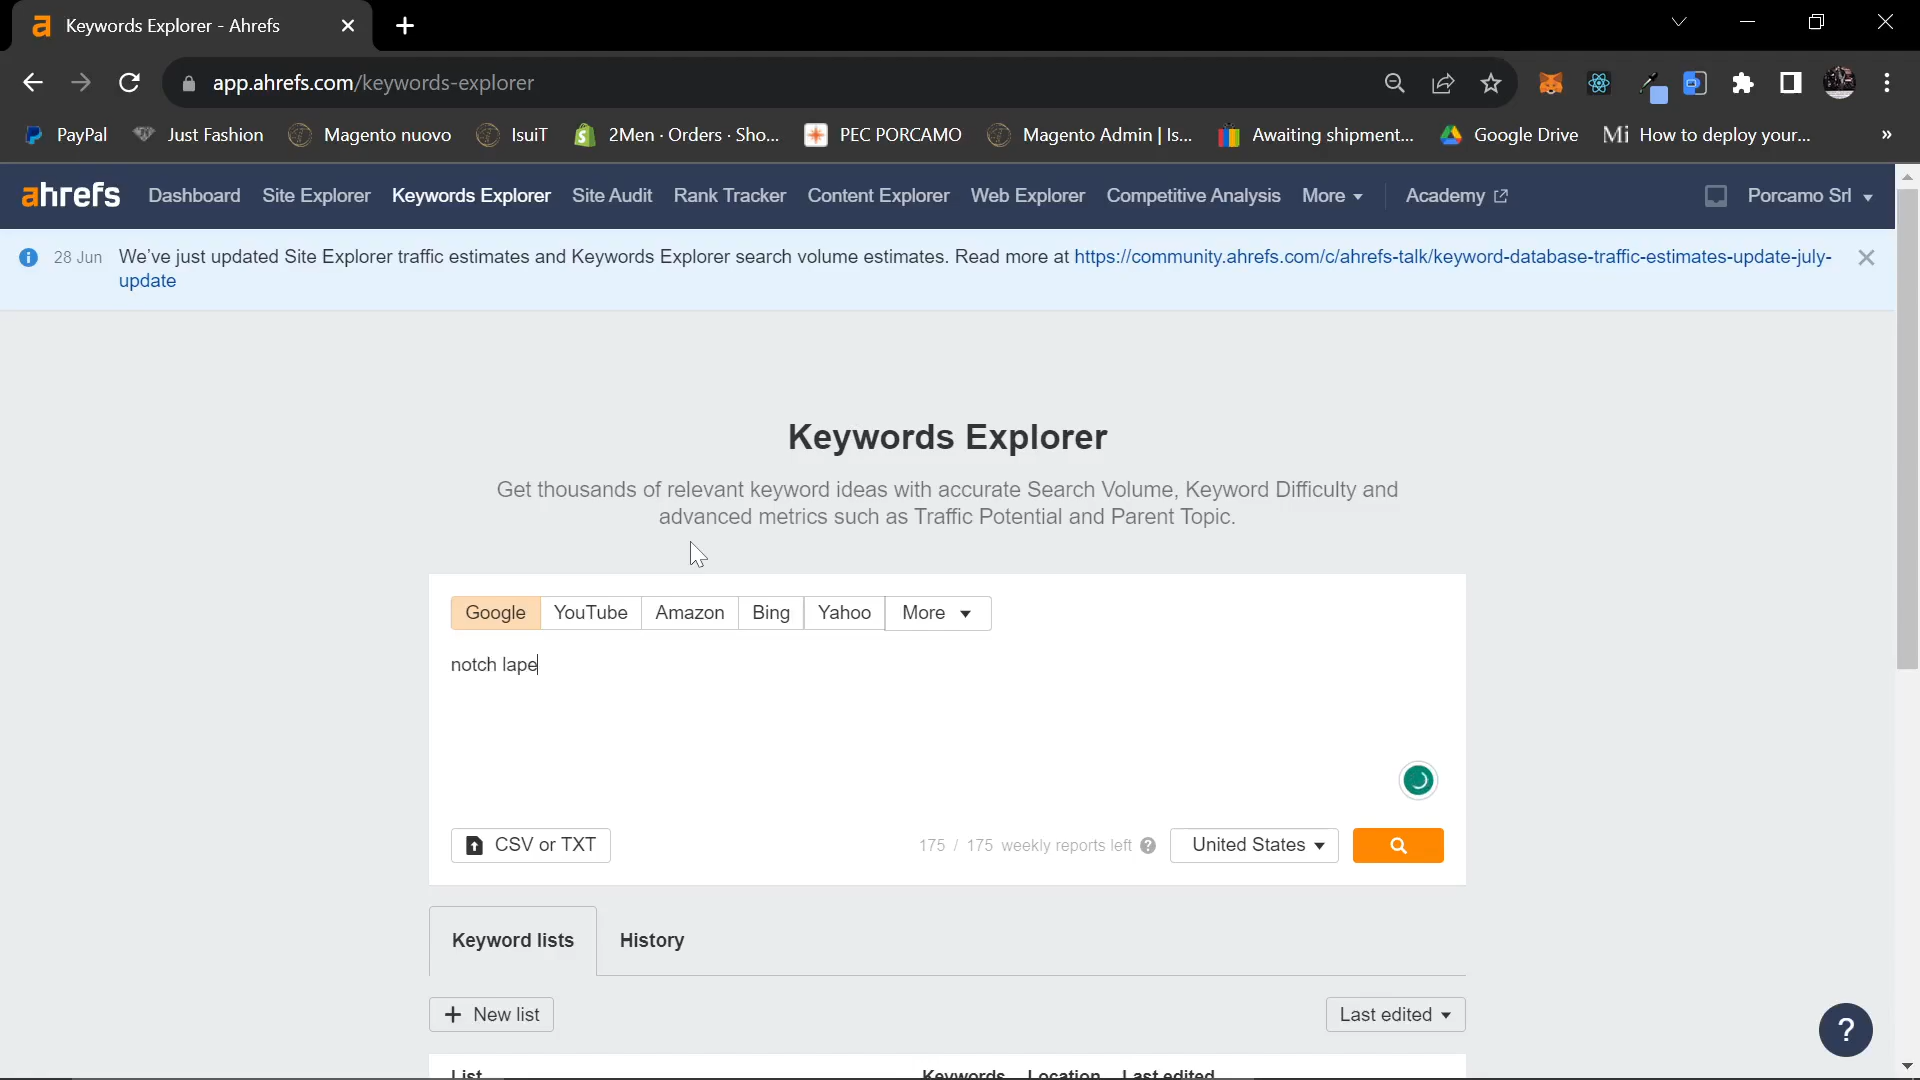 Keywords Explorer - Ahrefs
app.ahrefs.com/keywords-explorer
PayPal Just Fashion Magento nuovo IsuiT 2Men · Orders · Sho... PEC PORCAMO Magento Admin | Is... Awaiting shipment... Google Drive Mi How to deploy your... »
ahrefs Dashboard Site Explorer Keywords Explorer Site Audit Rank Tracker Content Explorer Web Explorer Competitive Analysis More Academy Porcamo Srl
28 Jun We've just updated Site Explorer traffic estimates and Keywords Explorer search volume estimates. Read more at https://community.ahrefs.com/c/ahrefs-talk/keyword-database-traffic-estimates-update-july-
update
Keywords Explorer
Get thousands of relevant keyword ideas with accurate Search Volume, Keyword Difficulty and
advanced metrics such as Traffic Potential and Parent Topic.
Google YouTube Amazon Bing Yahoo More
notch lape
CSV or TXT 175 / 175 weekly reports left ? United States
Keyword lists History
+ New list Last edited
?
List Keywords Location Last edited